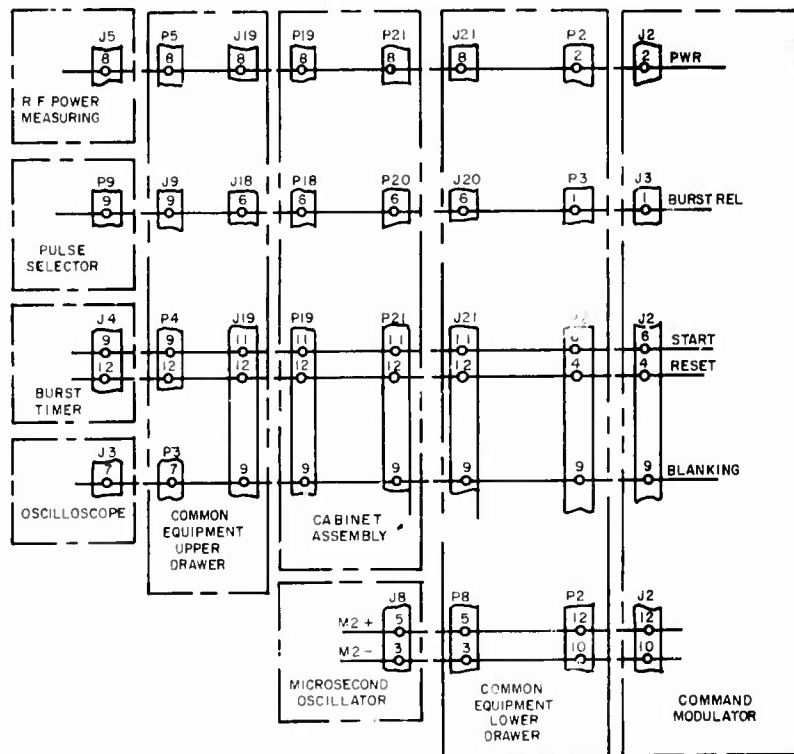 J5 P5 J19 P19 P21 J21 P2 J2
8 8 8 8 8 8 2 2 PWR
R F POWER
MEASURING
P9 J9 J18 P18 P20 J20 P3 J3
9 9 6 6 6 6 1 1 BURST REL
PULSE
SELECTOR
J4 P4 J19 P19 P21 J21 J2
9 9 11 11 11 11 6 START
12 12 12 12 12 12 4 4 RESET
BURST
TIMER
J3 P3
7 7 9 9 9 9 9 9 BLANKING
OSCILLOSCOPE
COMMON
EQUIPMENT
UPPER
DRAWER
CABINET
ASSEMBLY
J8 P8 P2 J2
M2 + 5 5 12 12
M2 - 3 3 10 10
MICROSECOND
OSCILLATOR
COMMON
EQUIPMENT
LOWER
DRAWER
COMMAND
MODULATOR